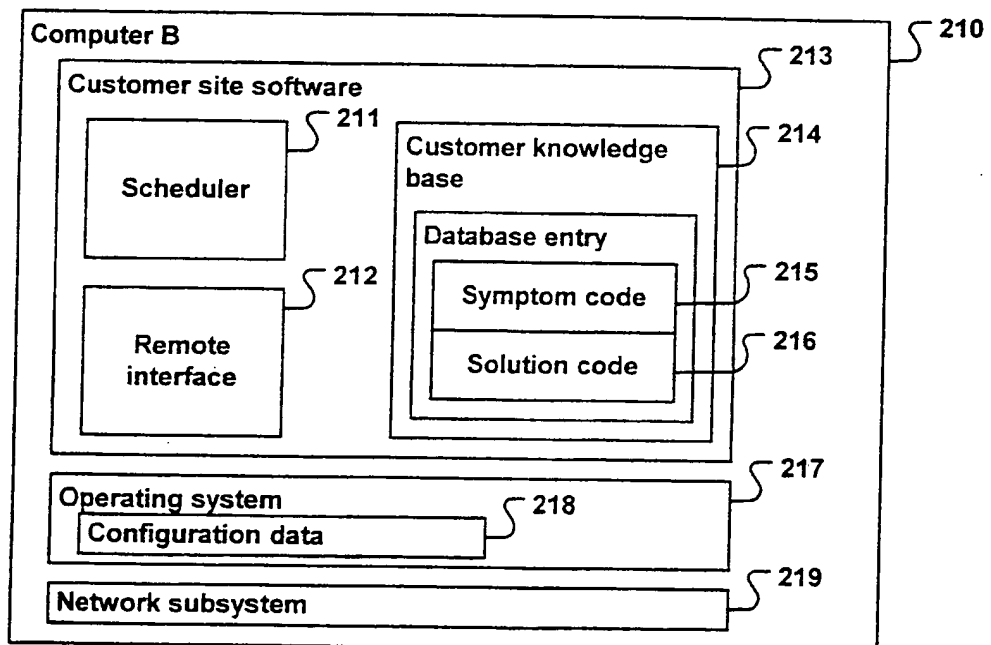 Computer B
210
Customer site software
213
211
Scheduler
Customer knowledge
base
214
Database entry
212
Symptom code
215
Remote
interface
Solution code
216
Operating system
217
Configuration data
218
Network subsystem
219